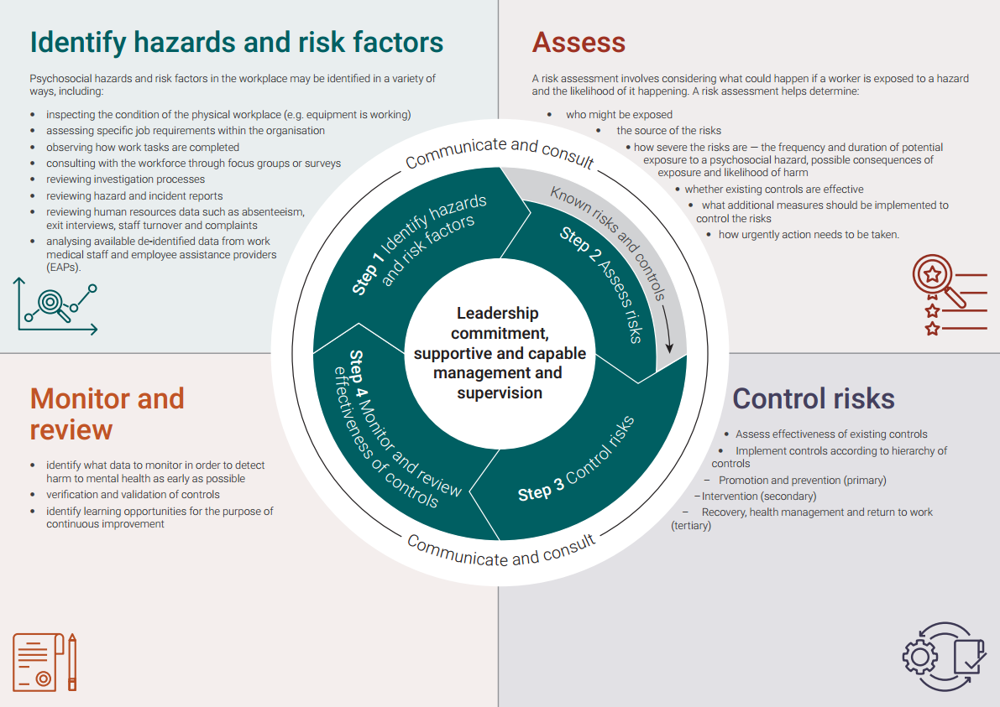 Identify hazards and risk factors
Psychosocial hazards and risk factors in the workplace may be identified in a variety of
ways, including:
• inspecting the condition of the physical workplace (e.g. equipment is working)
• assessing specific job requirements within the organisation
• observing how work tasks are completed
• consulting with the workforce through focus groups or surveys
• reviewing investigation processes
• reviewing hazard and incident reports
• reviewing human resources data such as absenteeism,
exit interviews, staff turnover and complaints
• analysing available de-identified data from work
medical staff and employee assistance providers
(EAPs).
Assess
A risk assessment involves considering what could happen if a worker is exposed to a hazard
and the likelihood of it happening. A risk assessment helps determine:
• who might be exposed
• the source of the risks
• how severe the risks are — the frequency and duration of potential
exposure to a psychosocial hazard, possible consequences of
exposure and likelihood of harm
• whether existing controls are effective
• what additional measures should be implemented to
control the risks
• how urgently action needs to be taken.
Communicate and consult
Step 1 Identify hazards
and risk factors
Known risks and controls
Step 2 Assess risks
Leadership
commitment,
supportive and capable
management and
supervision
Step 3 Control risks
Step 4 Monitor and review
effectiveness of controls
Communicate and consult
Monitor and
review
• identify what data to monitor in order to detect
harm to mental health as early as possible
• verification and validation of controls
• identify learning opportunities for the purpose of
continuous improvement
Control risks
• Assess effectiveness of existing controls
• Implement controls according to hierarchy of
controls
– Promotion and prevention (primary)
– Intervention (secondary)
– Recovery, health management and return to work
(tertiary)